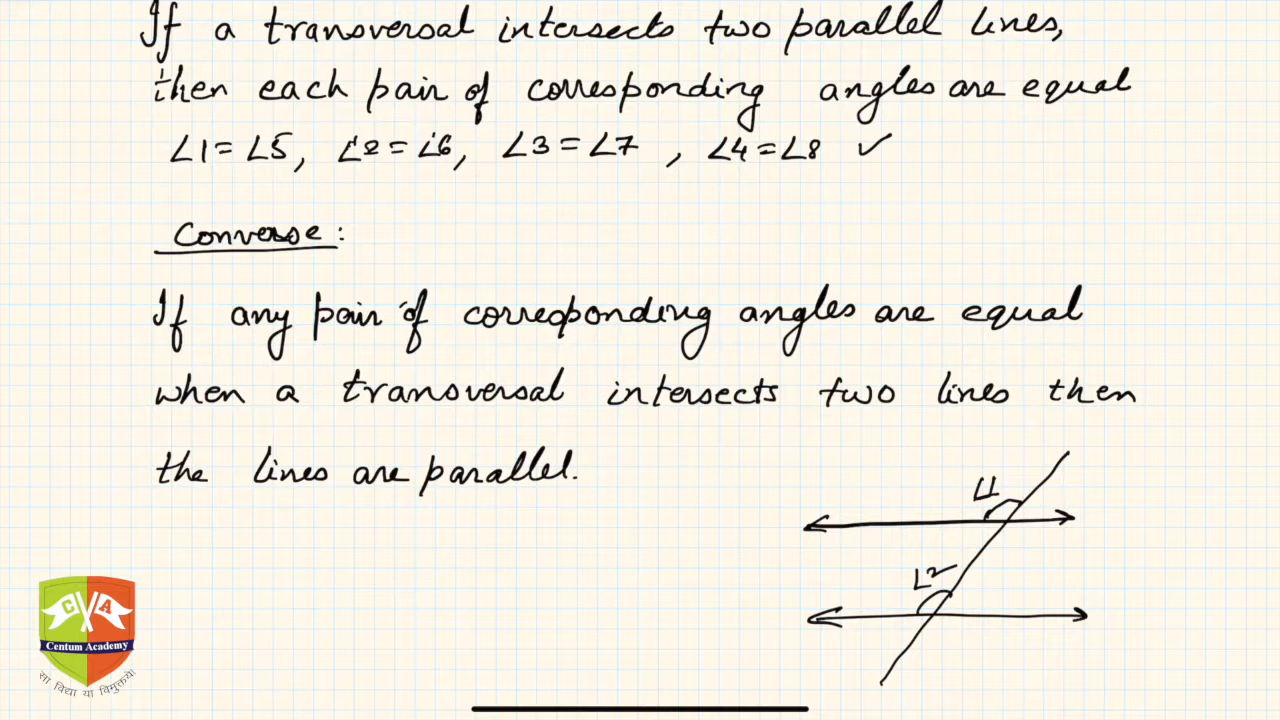 If a transversal intersects two parallel lines,
then each pair of corresponding angles are equal
∠1 = ∠5, ∠2 = ∠6, ∠3 = ∠7 , ∠4 = ∠8 ✓
Converse :
If any pair of corresponding angles are equal
when a transversal intersects two lines then
the lines are parallel.
∠1
∠2
C A
Centum Academy
सा विद्या या विमुक्तये।